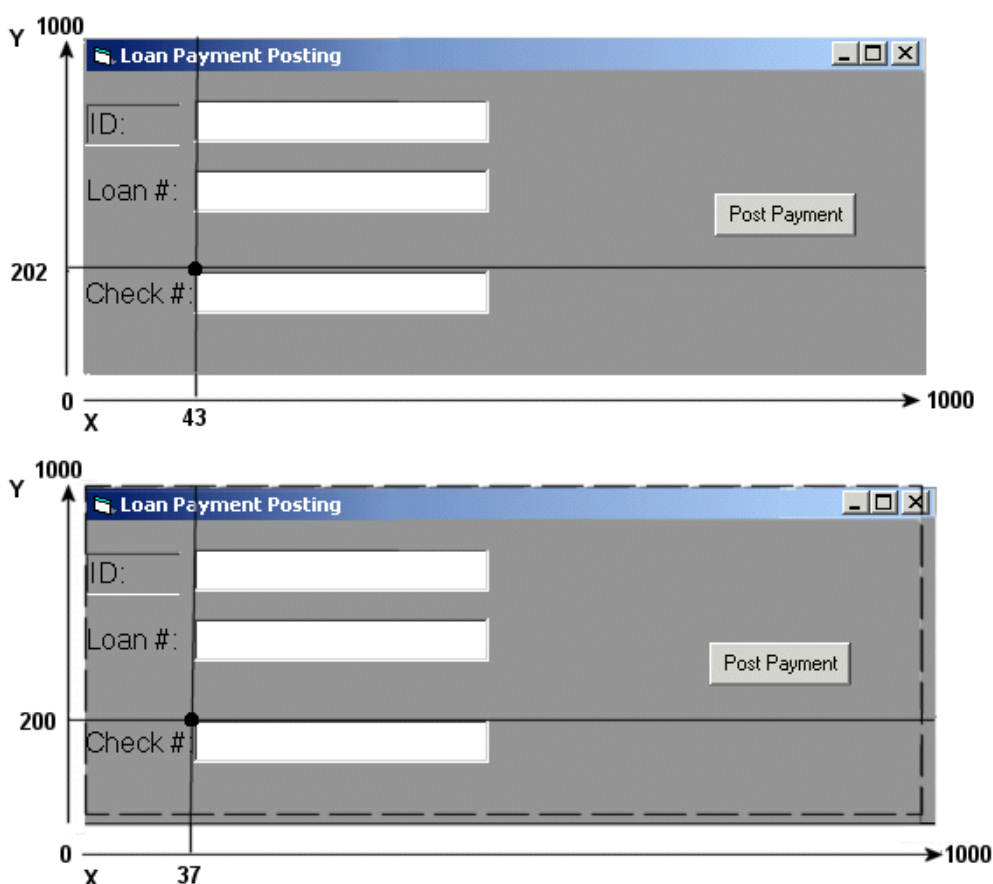 1000
Y
Loan Payment Posting
ID:
Loan #:
Post Payment
202
Check #:
0
X
43
1000
1000
Y
Loan Payment Posting
ID:
Loan #:
Post Payment
200
Check #:
0
X
37
1000